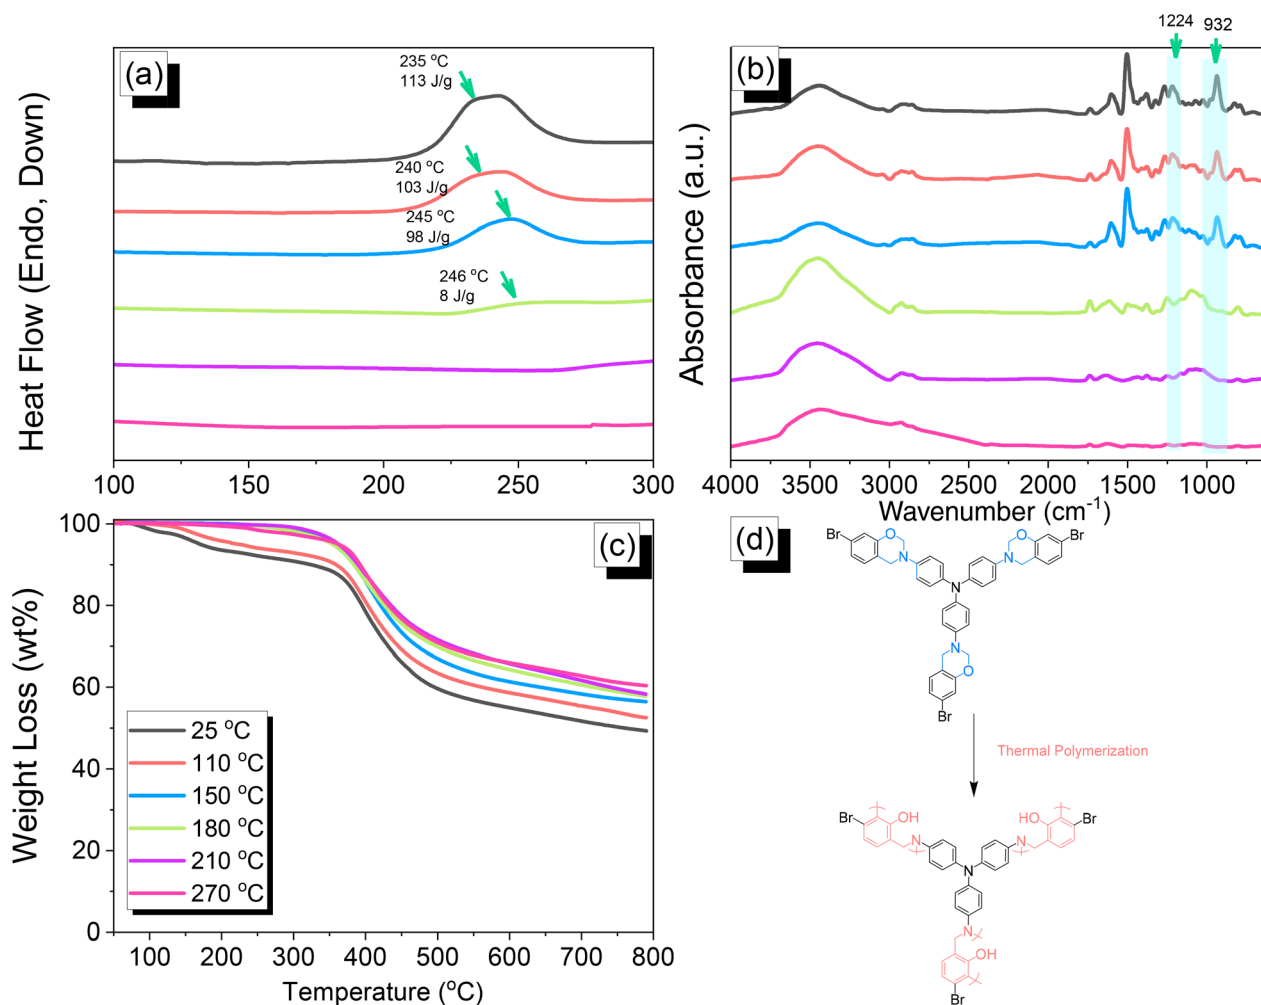 (a)
Heat Flow (Endo, Down)
235 °C
113 J/g
240 °C
103 J/g
245 °C
98 J/g
246 °C
8 J/g
100 150 200 250 300
(b)
Absorbance (a.u.)
1224 932
4000 3500 3000 2500 2000 1500 1000
Wavenumber (cm⁻¹)
(c)
Weight Loss (wt%)
100
80
60
40
20
0
25 °C
110 °C
150 °C
180 °C
210 °C
270 °C
100 200 300 400 500 600 700 800
Temperature (°C)
(d)
Br O N N O Br
N
N
O
Br
Thermal Polymerization
Br OH HO Br
N N
N
N
OH
Br